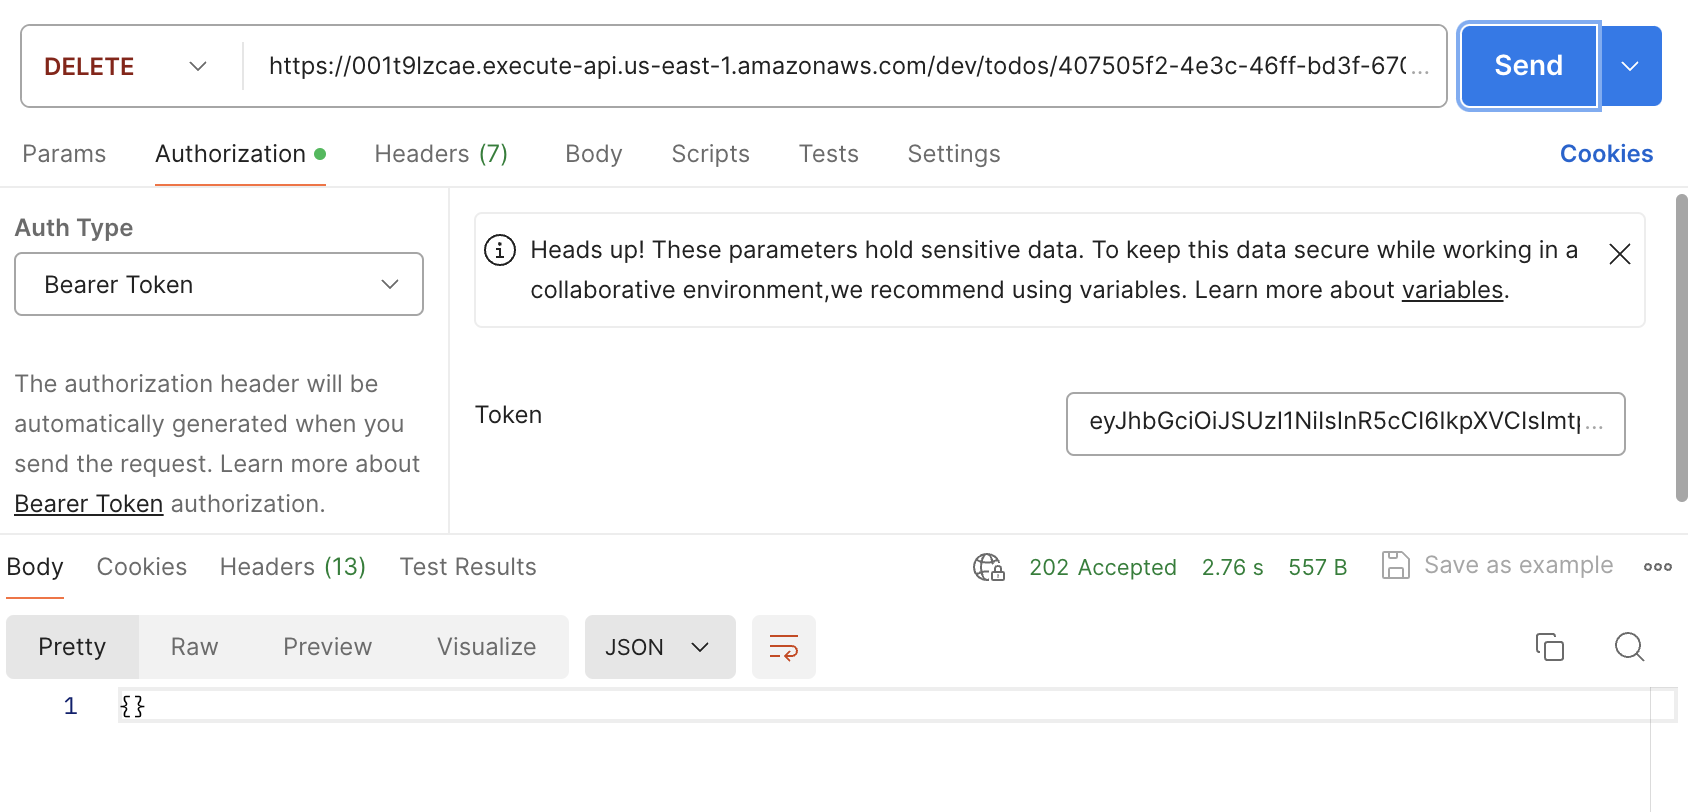 DELETE https://001t9lzcae.execute-api.us-east-1.amazonaws.com/dev/todos/407505f2-4e3c-46ff-bd3f-670... Send
Params Authorization Headers (7) Body Scripts Tests Settings Cookies
Auth Type
Bearer Token
The authorization header will be
automatically generated when you
send the request. Learn more about
Bearer Token authorization.
Heads up! These parameters hold sensitive data. To keep this data secure while working in a
collaborative environment,we recommend using variables. Learn more about variables.
Token eyJhbGciOiJSUzI1NiIsInR5cCI6IkpXVCIsImtp...
Body Cookies Headers (13) Test Results 202 Accepted 2.76 s 557 B Save as example
Pretty Raw Preview Visualize JSON
1 {}